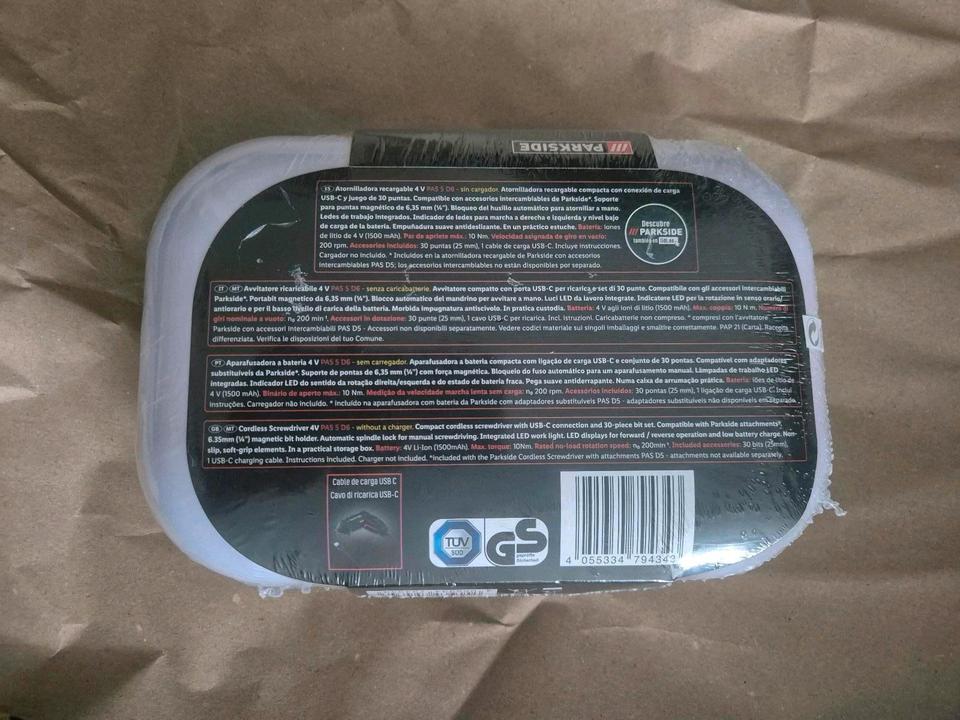 /// PARKSIDE
ES Atornilladora recargable 4 V PAS 5 D6 - sin cargador. Atornilladora recargable compacta con conexión de carga
USB-C y juego de 30 puntas. Compatible con accesorios intercambiables de Parkside*. Soporte
para puntas magnético de 6,35 mm (¼"). Bloqueo del husillo automático para atornillar a mano.
Ledes de trabajo integrados. Indicador de ledes para marcha a derecha e izquierda y nivel bajo
de carga de la batería. Empuñadura suave antideslizante. En un práctico estuche. Batería: iones
de litio de 4 V (1500 mAh). Par de apriete máx.: 10 Nm. Velocidad asignada de giro en vacío:
200 rpm. Accesorios incluidos: 30 puntas (25 mm), 1 cable de carga USB-C. Incluye instrucciones.
Cargador no incluido. * Incluidos en la atornilladora recargable de Parkside con accesorios
intercambiables PAS D5; los accesorios intercambiables no están disponibles por separado.
Descubre
/// PARKSIDE
también en
IT MT Avvitatore ricaricabile 4 V PAS 5 D6 - senza caricabatterie. Avvitatore compatto con porta USB-C per ricarica e set di 30 punte. Compatibile con gli accessori intercambiabili
Parkside*. Portabit magnetico da 6,35 mm (¼"). Blocco automatico del mandrino per avvitare a mano. Luci LED da lavoro integrate. Indicatore LED per la rotazione in senso orario/
antiorario e per il basso livello di carica della batteria. Morbida impugnatura antiscivolo. In pratica custodia. Batteria: 4 V agli ioni di litio (1500 mAh). Max. coppia: 10 N m. Numero di
giri nominale a vuoto: n₀ 200 min⁻¹. Accessori in dotazione: 30 punte (25 mm), 1 cavo USB-C per ricarica. Incl. istruzioni. Caricabatterie non compreso. * compresi con l'avvitatore
Parkside con accessori intercambiabili PAS D5 - Accessori non disponibili separatamente. Vedere codici materiale sui singoli imballaggi e smaltire correttamente. PAP 21 (Carta). Raccolta
differenziata. Verifica le disposizioni del tuo Comune.
PT Aparafusadora a bateria 4 V PAS 5 D6 - sem carregador. Aparafusadora a bateria compacta com ligação de carga USB-C e conjunto de 30 pontas. Compatível com adaptadores
substituíveis da Parkside*. Suporte de pontas de 6,35 mm (¼") com força magnética. Bloqueio do fuso automático para um aparafusamento manual. Lâmpadas de trabalho LED
integradas. Indicador LED do sentido da rotação direita/esquerda e do estado de bateria fraca. Pega suave antiderrapante. Numa caixa de arrumação prática. Bateria: iões de lítio de
4 V (1500 mAh). Binário de aperto máx.: 10 Nm. Medição da velocidade marcha lenta sem carga: n₀ 200 rpm. Acessórios incluídos: 30 pontas (25 mm), 1 ligação de carga USB-C. Inclui
instruções. Carregador não incluído. * incluído na aparafusadora com bateria da Parkside com adaptadores substituíveis PAS D5 - adaptadores substituíveis não disponíveis em separado
GB MT Cordless Screwdriver 4V PAS 5 D6 - without a charger. Compact cordless screwdriver with USB-C connection and 30-piece bit set. Compatible with Parkside attachments*.
6.35mm (¼") magnetic bit holder. Automatic spindle lock for manual screwdriving. Integrated LED work light. LED displays for forward / reverse operation and low battery charge. Non-
slip, soft-grip elements. In a practical storage box. Battery: 4V Li-Ion (1500mAh). Max. torque: 10Nm. Rated no-load rotation speed: n₀ 200min⁻¹. Included accessories: 30 bits (25mm),
1 USB-C charging cable. Instructions included. Charger not included. *included with the Parkside Cordless Screwdriver with attachments PAS D5 - attachments not available separately.
Cable de carga USB C
Cavo di ricarica USB-C
TÜV
SÜD
GS
geprüfte
Sicherheit
4 055334 794343